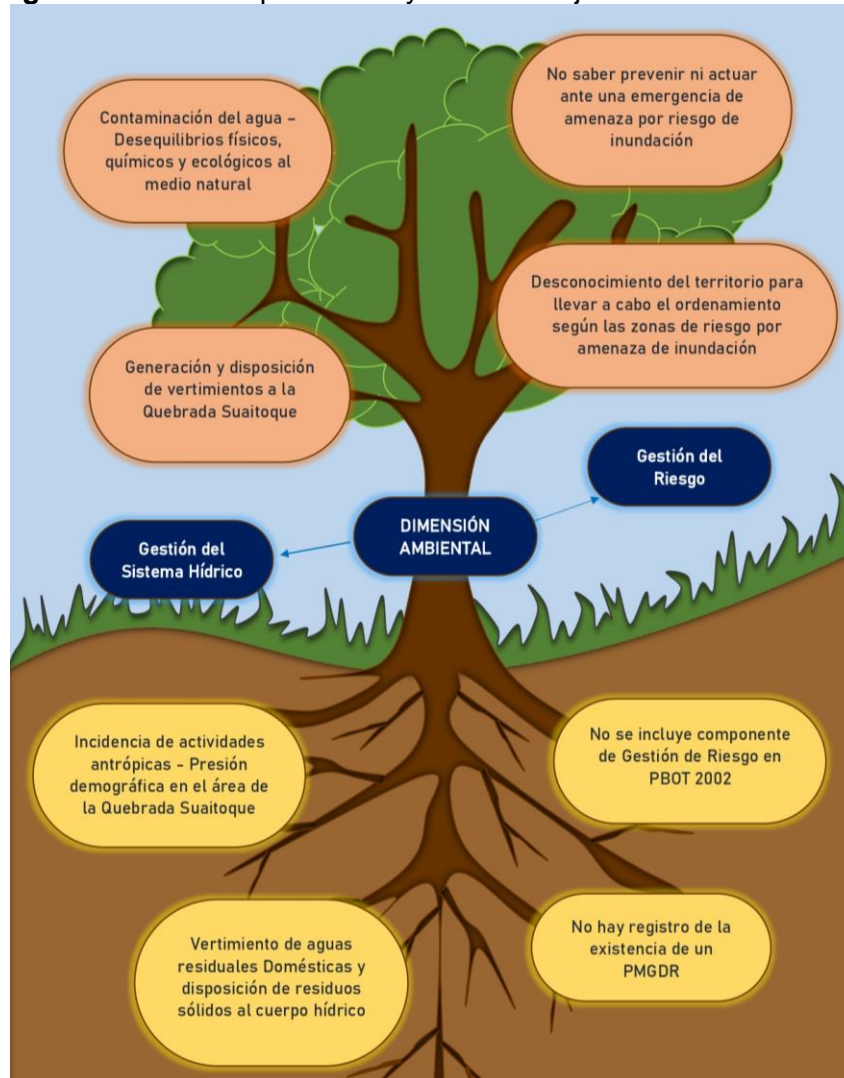 Contaminación del agua –
Desequilibrios físicos,
químicos y ecológicos al
medio natural
No saber prevenir ni actuar
ante una emergencia de
amenaza por riesgo de
inundación
Generación y disposición
de vertimientos a la
Quebrada Suaitoque
Desconocimiento del territorio para
llevar a cabo el ordenamiento
según las zonas de riesgo por
amenaza de inundación
Gestión del
Riesgo
DIMENSIÓN
AMBIENTAL
Gestión del
Sistema Hídrico
Incidencia de actividades
antrópicas - Presión
demográfica en el área de
la Quebrada Suaitoque
No se incluye componente
de Gestión de Riesgo en
PBOT 2002
Vertimiento de aguas
residuales Domésticas y
disposición de residuos
sólidos al cuerpo hídrico
No hay registro de la
existencia de un
PMGDR